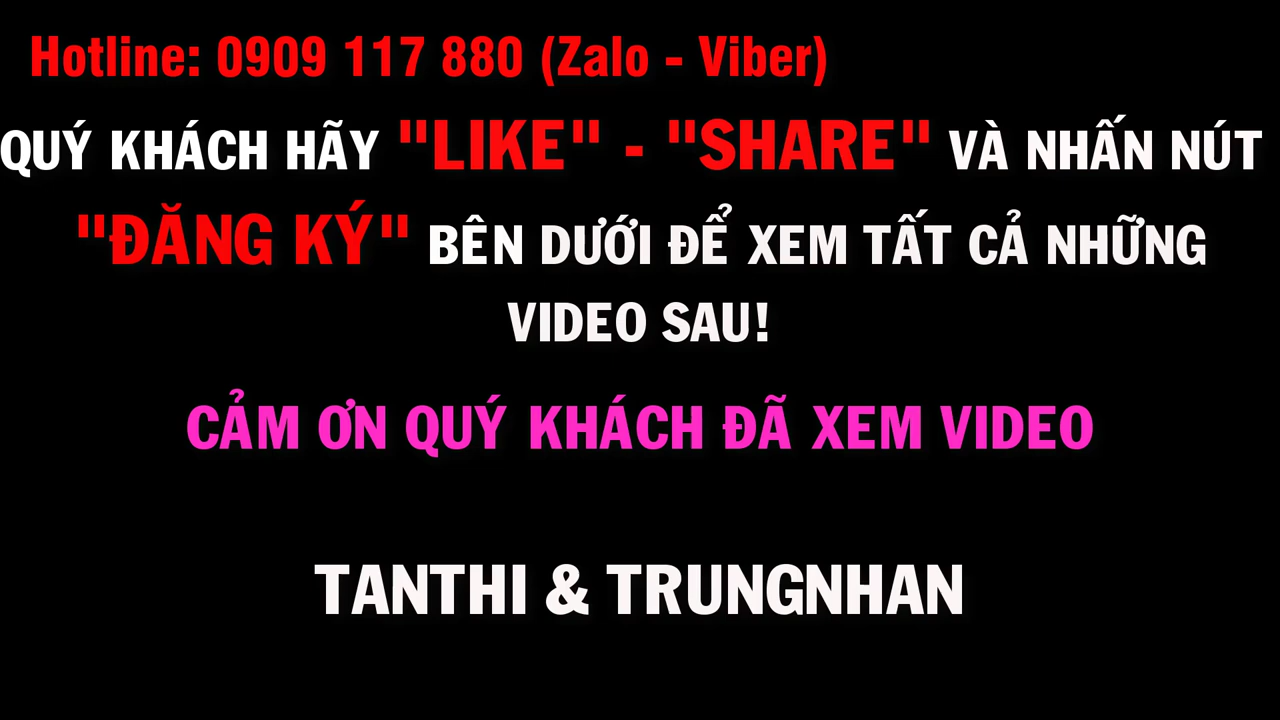 Hotline: 0909 117 880 (Zalo - Viber)
QUÝ KHÁCH HÃY "LIKE" - "SHARE" VÀ NHẤN NÚT
"ĐĂNG KÝ" BÊN DƯỚI ĐỂ XEM TẤT CẢ NHỮNG
VIDEO SAU!
CẢM ƠN QUÝ KHÁCH ĐÃ XEM VIDEO
TANTHI & TRUNGNHAN